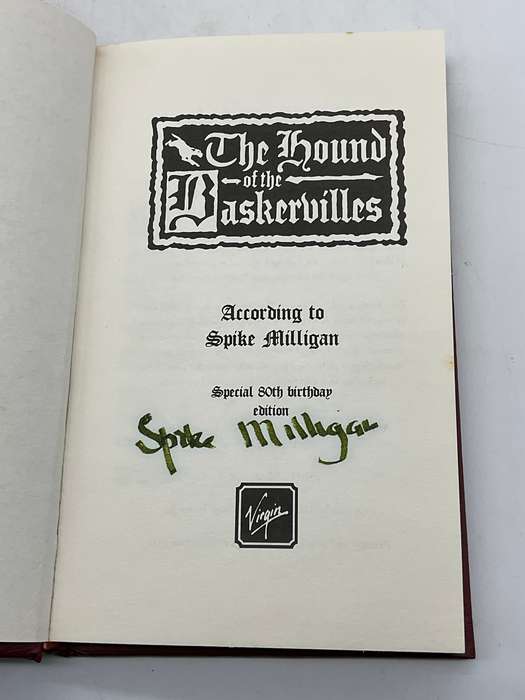 The Hound
of the
Baskervilles
According to
Spike Milligan
Special 80th birthday
edition
Spike Milligan
Virgin